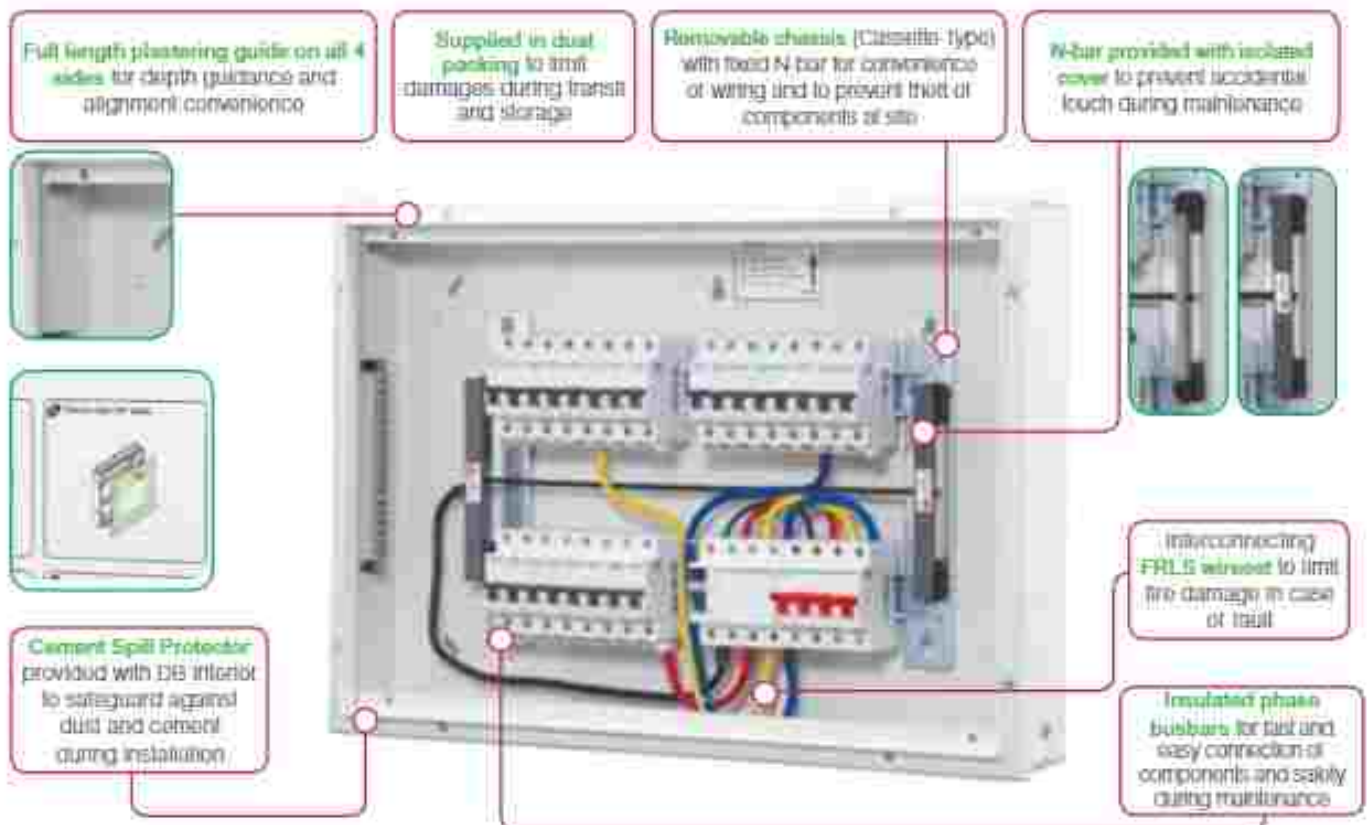 Full length plastering guide on all 4
sides for depth guidance and
alignment convenience
Supplied in dual
packing to limit
damages during transit
and storage
Removable chassis (Cassette Type)
with fixed N-bar for convenience
of wiring and to prevent theft of
components at site
N-bar provided with isolated
cover to prevent accidental
touch during maintenance
Interconnecting
FRLS wireset to limit
fire damage in case
of fault
Cement Spill Protector
provided with DB interior
to safeguard against
dust and cement
during installation
Insulated phase
busbars for fast and
easy connection of
components and safety
during maintenance